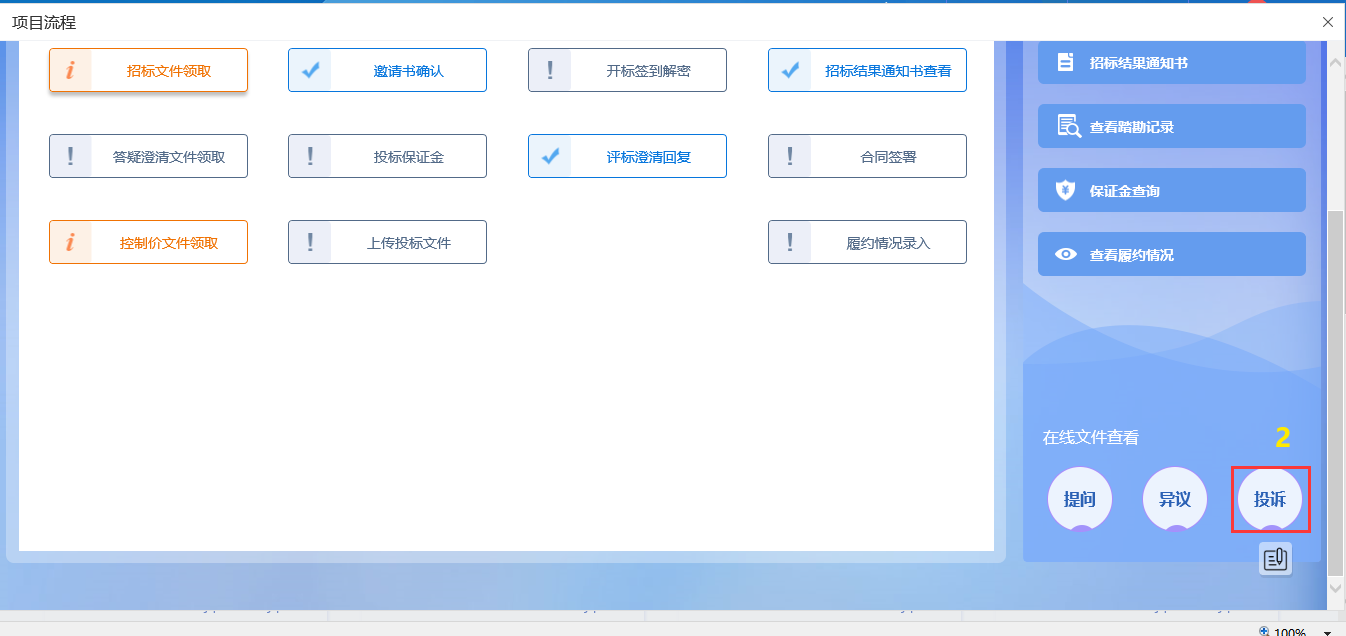 项目流程
招标文件领取
邀请书确认
开标签到解密
招标结果通知书查看
答疑澄清文件领取
投标保证金
评标澄清回复
合同签署
控制价文件领取
上传投标文件
履约情况录入
招标结果通知书
查看踏勘记录
保证金查询
查看履约情况
在线文件查看
2
提问
异议
投诉
100%